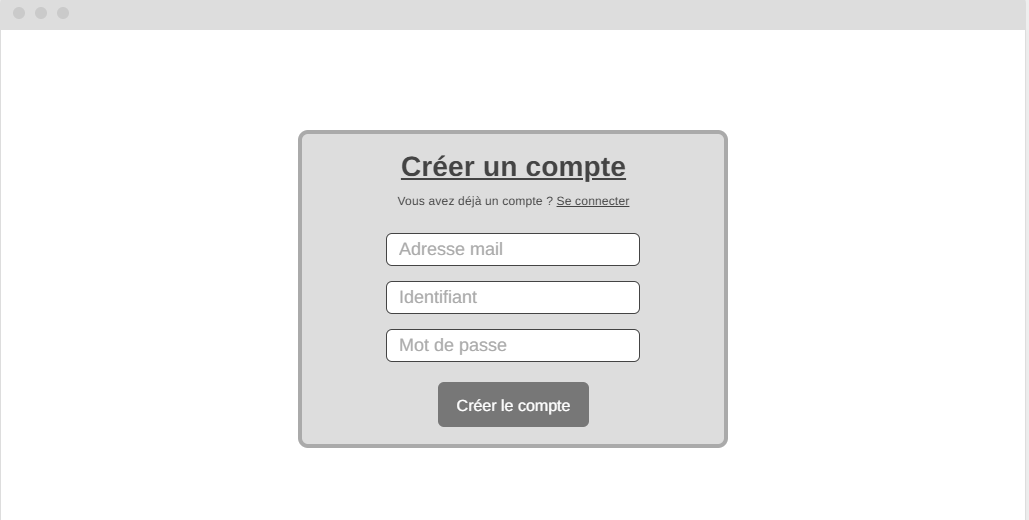 Créer un compte
Vous avez déjà un compte ? Se connecter
Adresse mail
Identifiant
Mot de passe
Créer le compte